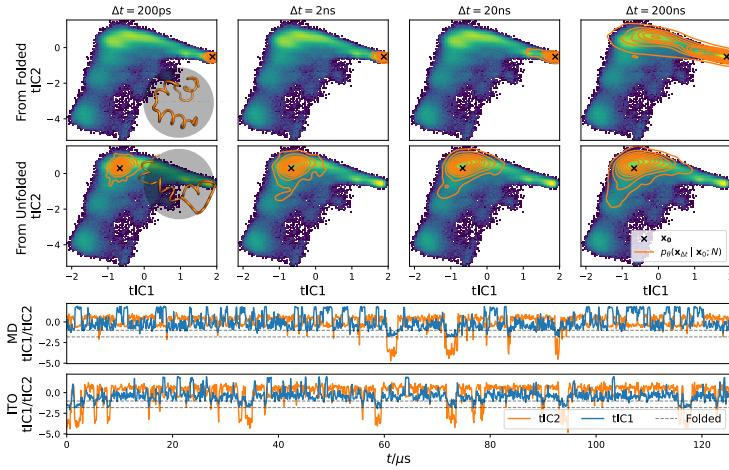 Δt = 200ps
Δt = 2ns
Δt = 20ns
Δt = 200ns
From Folded
tIC2
0
−2
−4
From Unfolded
tIC2
0
−2
−4
x₀
pθ(x_Δt | x₀; N)
−2 −1 0 1 2
−2 −1 0 1 2
−2 −1 0 1 2
−2 −1 0 1 2
tIC1
tIC1
tIC1
tIC1
MD
tIC1/tIC2
0.0
−2.5
−5.0
ITO
tIC1/tIC2
0.0
−2.5
−5.0
tIC2 tIC1 Folded
0 20 40 60 80 100 120
t/μs